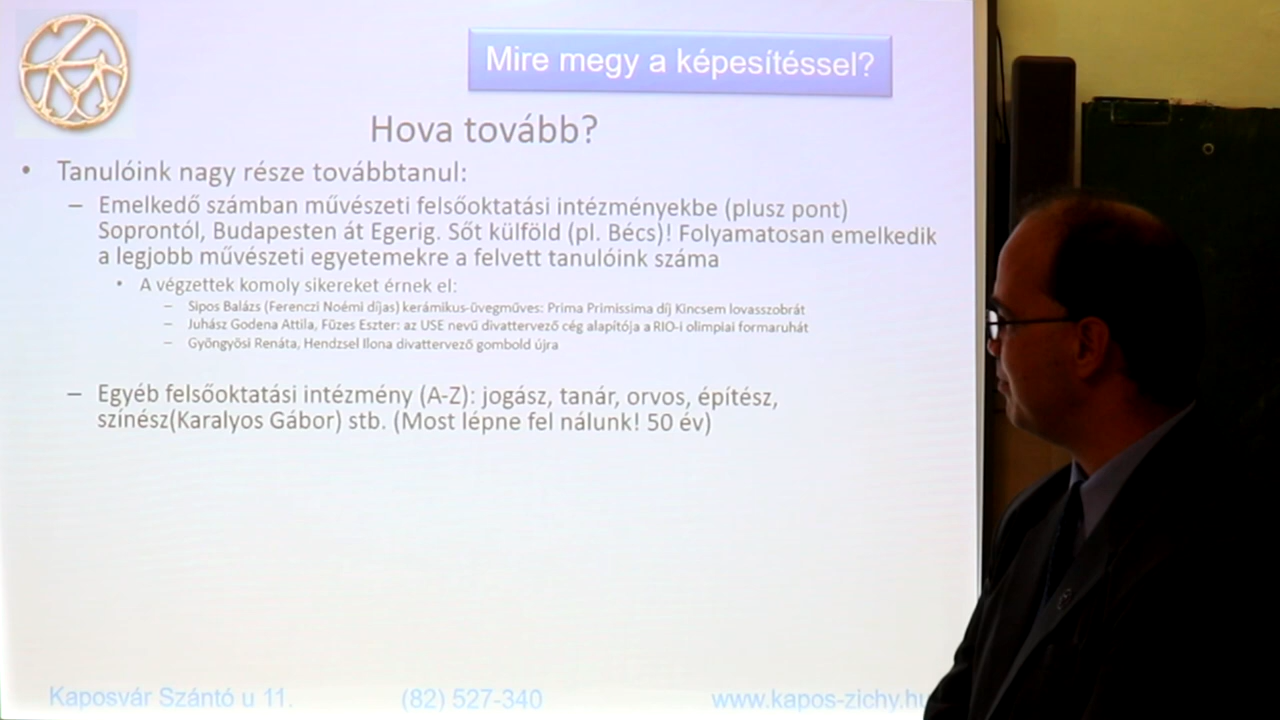 Mire megy a képesítéssel?
Hova tovább?
• Tanulóink nagy része továbbtanul:
– Emelkedő számban művészeti felsőoktatási intézményekbe (plusz pont)
Soprontól, Budapesten át Egerig. Sőt külföld (pl. Bécs)! Folyamatosan emelkedik
a legjobb művészeti egyetemekre a felvett tanulóink száma
• A végzettek komoly sikereket érnek el:
– Sipos Balázs (Ferenczi Noémi díjas) kerámikus-üvegműves: Prima Primissima díj Kincsem lovasszobrát
– Juhász Godena Attila, Füzes Eszter: az USE nevű divattervező cég alapítója a RIO-i olimpiai formaruhát
– Gyöngyösi Renáta, Hendzsel Ilona divattervező gombold újra
– Egyéb felsőoktatási intézmény (A-Z): jogász, tanár, orvos, építész,
színész(Karalyos Gábor) stb. (Most lépne fel nálunk! 50 év)
Kaposvár Szántó u 11. (82) 527-340 www.kapos-zichy.hu